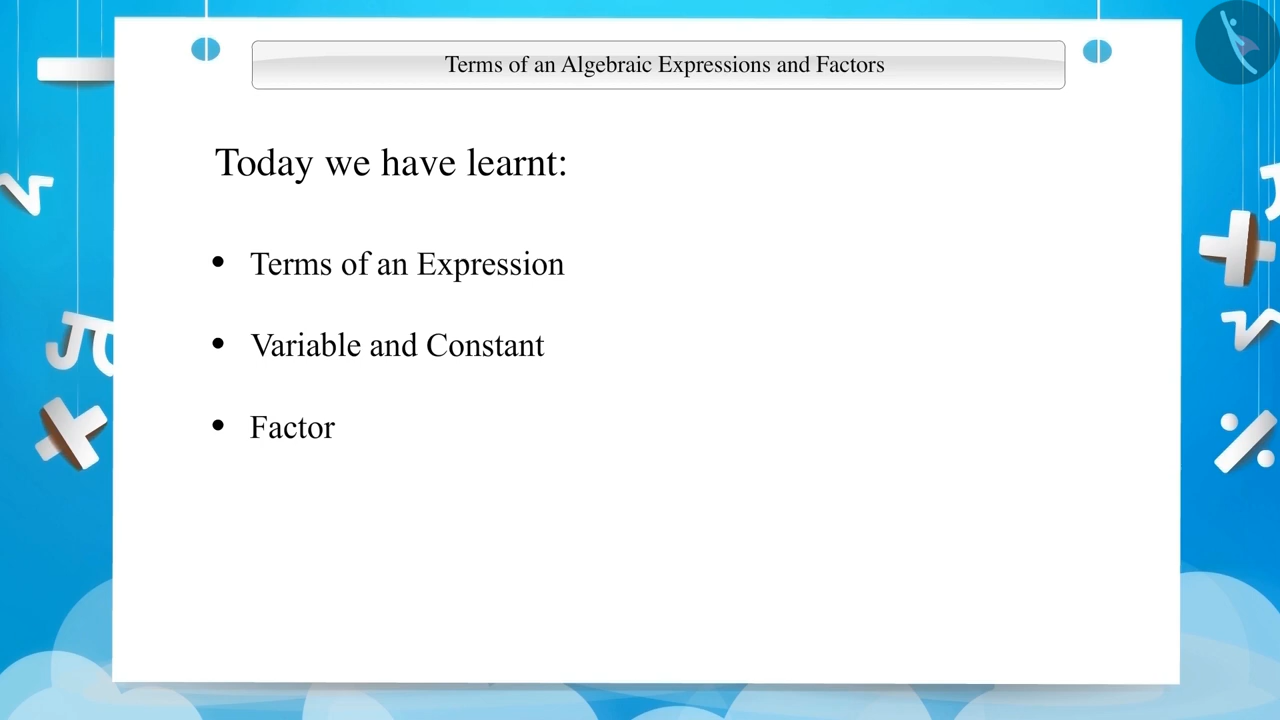 Terms of an Algebraic Expressions and Factors
Today we have learnt:
• Terms of an Expression
• Variable and Constant
• Factor